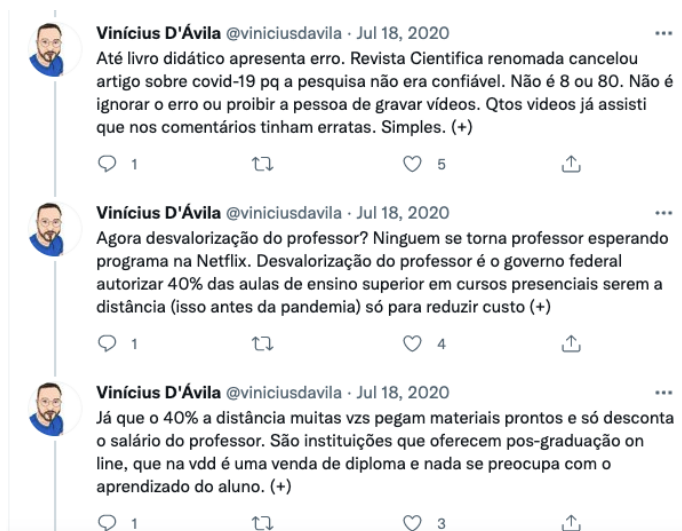 Vinícius D'Ávila @viniciusdavila · Jul 18, 2020
Até livro didático apresenta erro. Revista Cientifica renomada cancelou
artigo sobre covid-19 pq a pesquisa não era confiável. Não é 8 ou 80. Não é
ignorar o erro ou proibir a pessoa de gravar vídeos. Qtos videos já assisti
que nos comentários tinham erratas. Simples. (+)
1 5
Vinícius D'Ávila @viniciusdavila · Jul 18, 2020
Agora desvalorização do professor? Ninguem se torna professor esperando
programa na Netflix. Desvalorização do professor é o governo federal
autorizar 40% das aulas de ensino superior em cursos presenciais serem a
distância (isso antes da pandemia) só para reduzir custo (+)
1 4
Vinícius D'Ávila @viniciusdavila · Jul 18, 2020
Já que o 40% a distância muitas vzs pegam materiais prontos e só desconta
o salário do professor. São instituições que oferecem pos-graduação on
line, que na vdd é uma venda de diploma e nada se preocupa com o
aprendizado do aluno. (+)
1 3